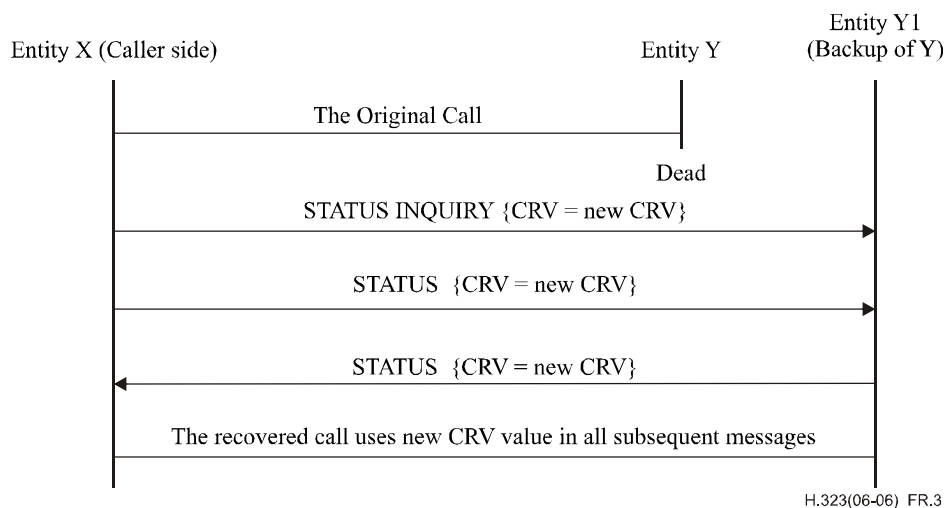 Entity X (Caller side)
Entity Y
Entity Y1
(Backup of Y)
The Original Call
Dead
STATUS INQUIRY {CRV = new CRV}
STATUS {CRV = new CRV}
STATUS {CRV = new CRV}
The recovered call uses new CRV value in all subsequent messages
H.323(06-06) FR.3